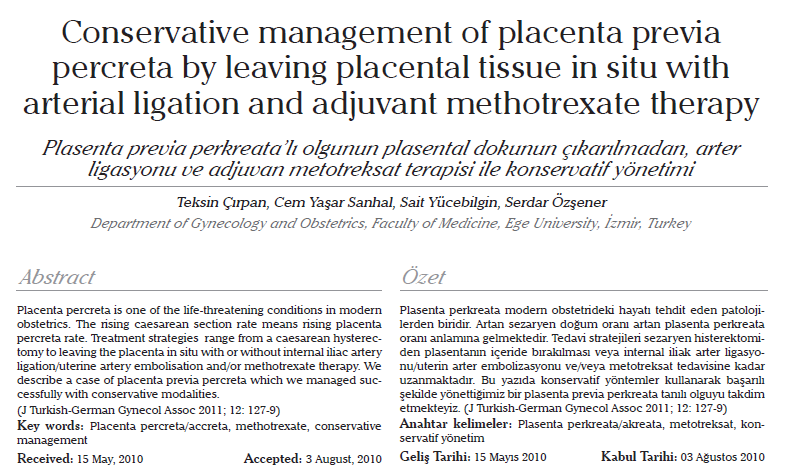 Conservative management of placenta previa
percreta by leaving placental tissue in situ with
arterial ligation and adjuvant methotrexate therapy
Plasenta previa perkreata’lı olgunun plasental dokunun çıkarılmadan, arter
ligasyonu ve adjuvan metotreksat terapisi ile konservatif yönetimi
Teksin Çırpan, Cem Yaşar Sanhal, Sait Yücebilgin, Serdar Özşener
Department of Gynecology and Obstetrics, Faculty of Medicine, Ege University, İzmir, Turkey
Abstract
Placenta percreta is one of the life-threatening conditions in modern
obstetrics. The rising caesarean section rate means rising placenta
percreta rate. Treatment strategies range from a caesarean hysterec-
tomy to leaving the placenta in situ with or without internal iliac artery
ligation/uterine artery embolisation and/or methotrexate therapy. We
describe a case of placenta previa percreta which we managed suc-
cessfully with conservative modalities.
(J Turkish-German Gynecol Assoc 2011; 12: 127-9)
Key words: Placenta percreta/accreta, methotrexate, conservative
management
Received: 15 May, 2010 Accepted: 3 August, 2010
Özet
Plasenta perkreata modern obstetrideki hayatı tehdit eden patoloji-
lerden biridir. Artan sezaryen doğum oranı artan plasenta perkreata
oranı anlamına gelmektedir. Tedavi stratejileri sezaryen histerektomi-
den plasentanın içeride bırakılması veya internal iliak arter ligasyo-
nu/uterin arter embolizasyonu ve/veya metotreksat tedavisine kadar
uzanmaktadır. Bu yazıda konservatif yöntemler kullanarak başarılı
şekilde yönettiğimiz bir plasenta previa perkreata tanılı olguyu takdim
etmekteyiz. (J Turkish-German Gynecol Assoc 2011; 12: 127-9)
Anahtar kelimeler: Plasenta perkreata/akreata, metotreksat, kon-
servatif yönetim
Geliş Tarihi: 15 Mayıs 2010 Kabul Tarihi: 03 Ağustos 2010